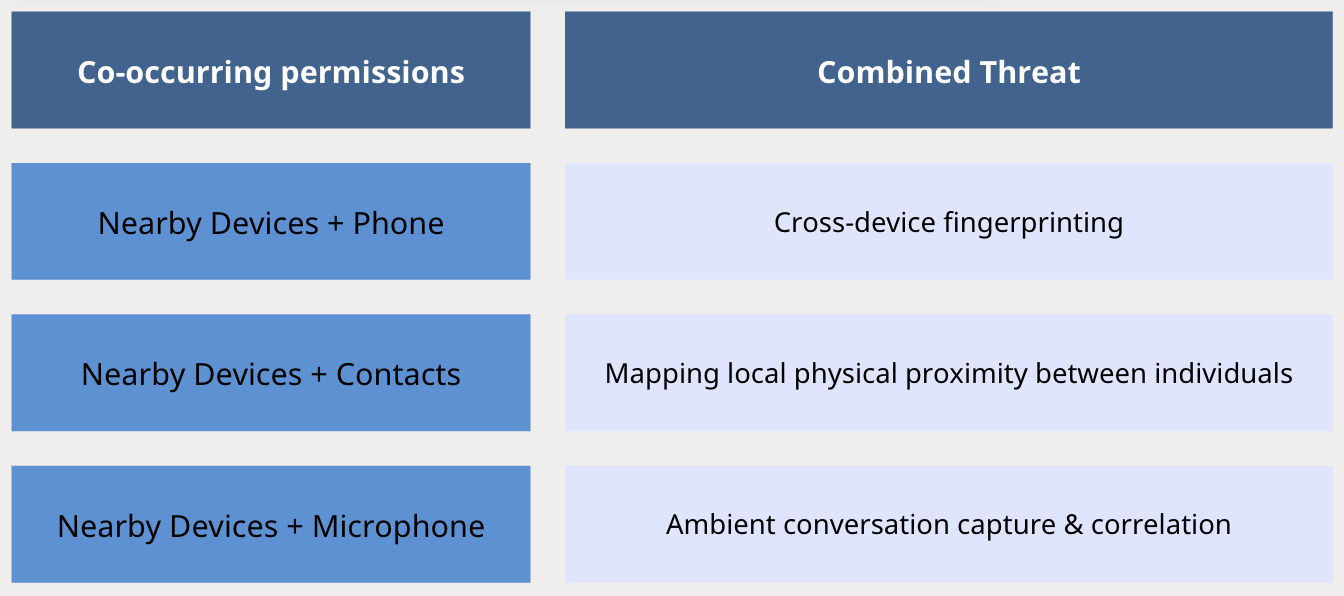 Co-occurring permissions
Combined Threat
Nearby Devices + Phone
Cross-device fingerprinting
Nearby Devices + Contacts
Mapping local physical proximity between individuals
Nearby Devices + Microphone
Ambient conversation capture & correlation